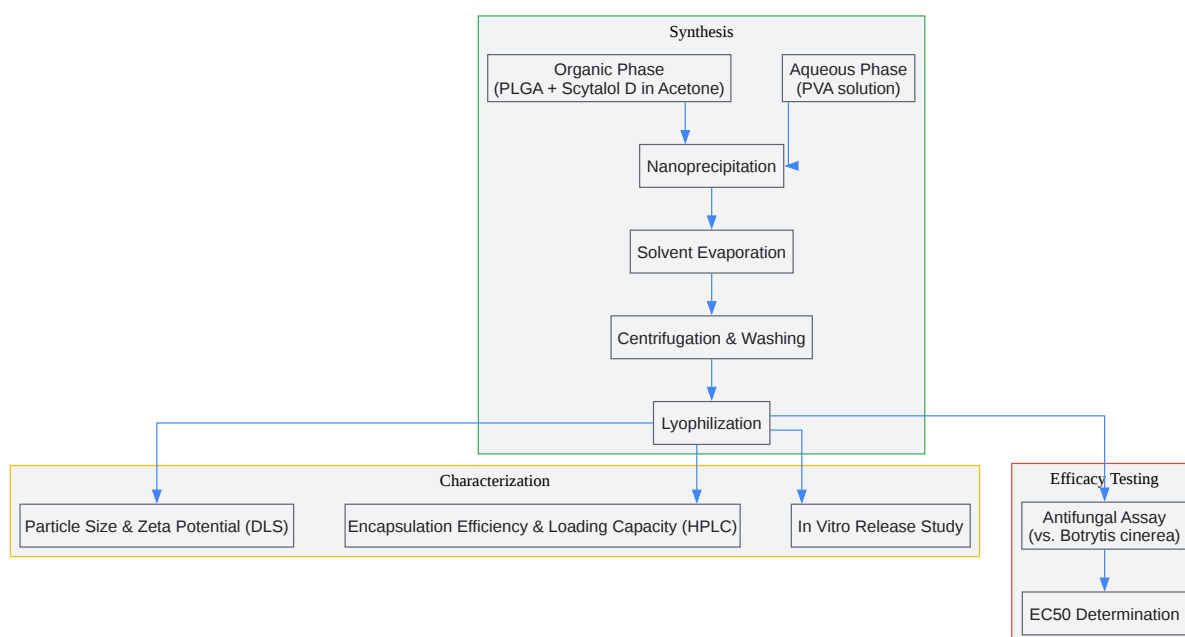 Synthesis
Organic Phase
(PLGA + Scytalol D in Acetone)
Aqueous Phase
(PVA solution)
Nanoprecipitation
Solvent Evaporation
Centrifugation & Washing
Lyophilization
Characterization
Particle Size & Zeta Potential (DLS)
Encapsulation Efficiency & Loading Capacity (HPLC)
In Vitro Release Study
Efficacy Testing
Antifungal Assay
(vs. Botrytis cinerea)
EC50 Determination